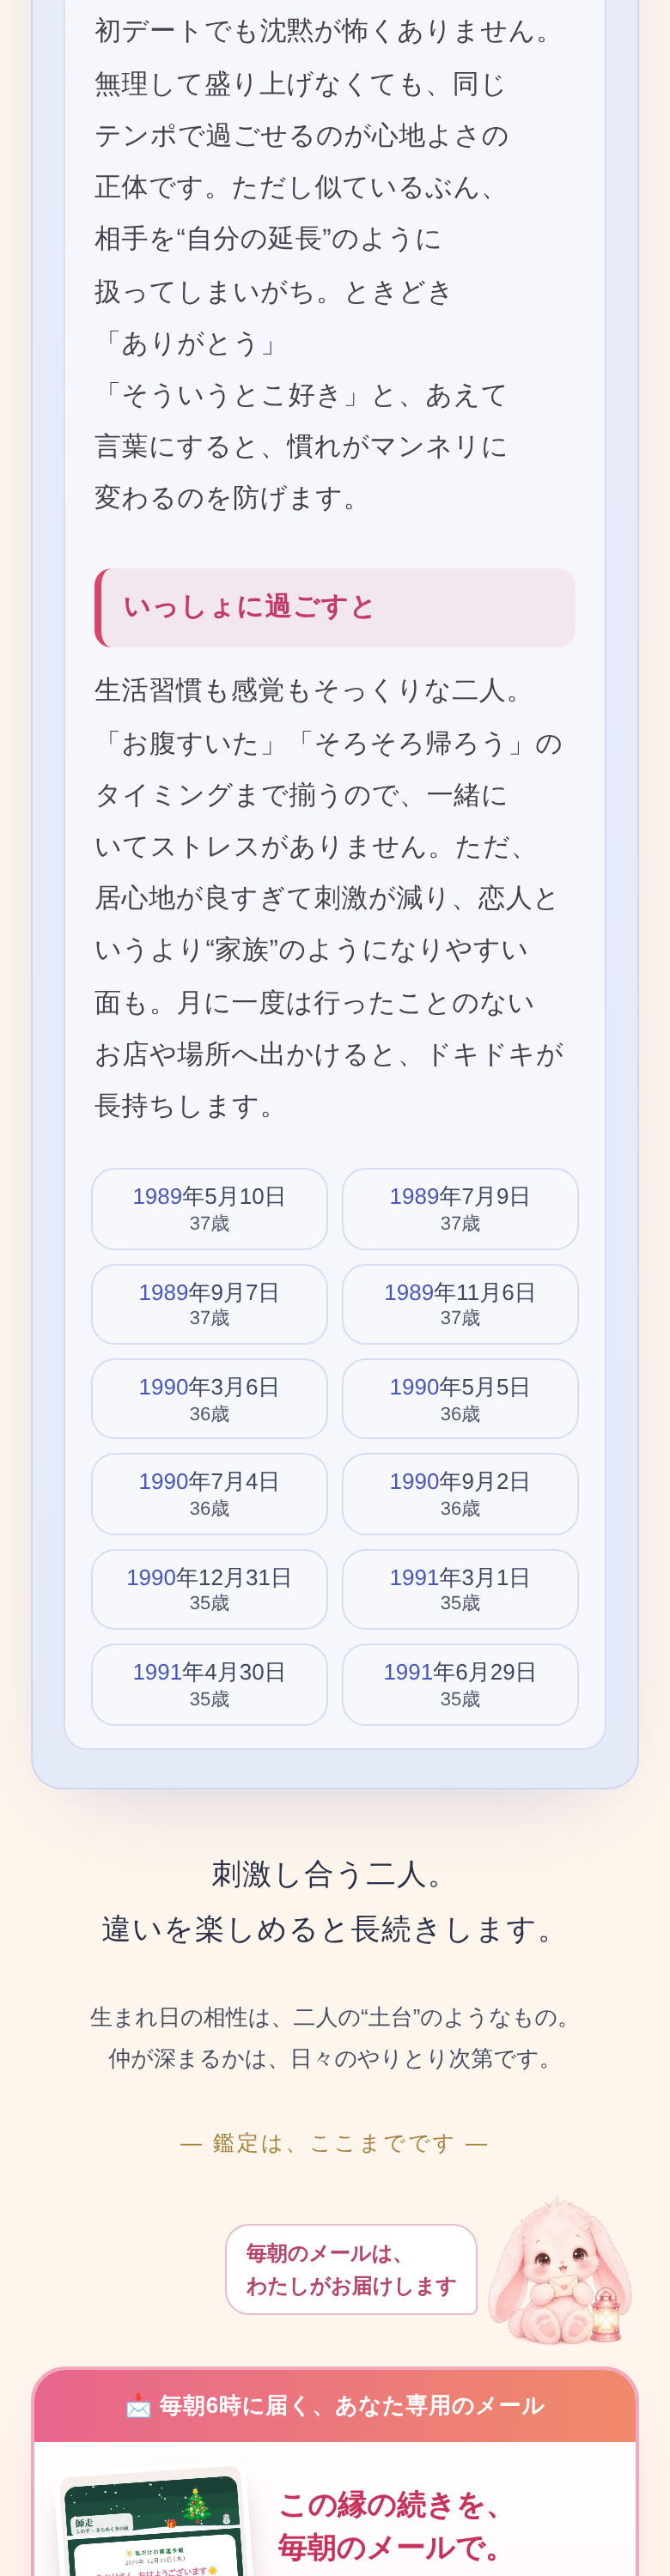 初デートでも沈黙が怖くありません。
無理して盛り上げなくても、同じ
テンポで過ごせるのが心地よさの
正体です。ただし似ているぶん、
相手を“自分の延長”のように
扱ってしまいがち。ときどき
「ありがとう」
「そういうとこ好き」と、あえて
言葉にすると、慣れがマンネリに
変わるのを防げます。
いっしょに過ごすと
生活習慣も感覚もそっくりな二人。
「お腹すいた」「そろそろ帰ろう」の
タイミングまで揃うので、一緒に
いてストレスがありません。ただ、
居心地が良すぎて刺激が減り、恋人と
いうより“家族”のようになりやすい
面も。月に一度は行ったことのない
お店や場所へ出かけると、ドキドキが
長持ちします。
1989年5月10日
37歳
1989年7月9日
37歳
1989年9月7日
37歳
1989年11月6日
37歳
1990年3月6日
36歳
1990年5月5日
36歳
1990年7月4日
36歳
1990年9月2日
36歳
1990年12月31日
35歳
1991年3月1日
35歳
1991年4月30日
35歳
1991年6月29日
35歳
刺激し合う二人。
違いを楽しめると長続きします。
生まれ日の相性は、二人の“土台”のようなもの。
仲が深まるかは、日々のやりとり次第です。
— 鑑定は、ここまでです —
毎朝のメールは、
わたしがお届けします
📩 毎朝6時に届く、あなた専用のメール
この縁の続きを、
毎朝のメールで。
師走
私だけの開運予報
おはようございます☀️